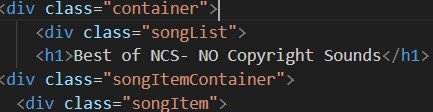 <div class="container">
<div class="songList">
<h1>Best of NCS- NO Copyright Sounds</h1>
<div class="songItemContainer">
<div class="songItem">